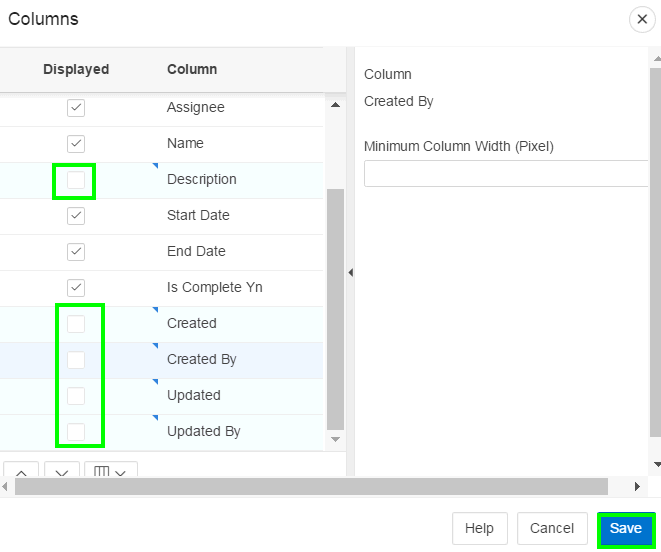 Columns
Displayed Column
Assignee
Name
Description
Start Date
End Date
Is Complete Yn
Created
Created By
Updated
Updated By
Column
Created By
Minimum Column Width (Pixel)
Help Cancel Save